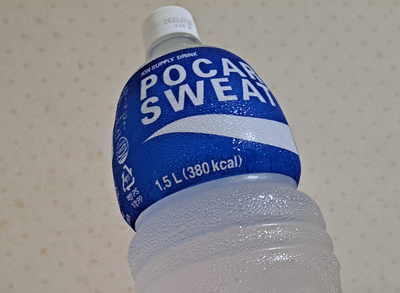 ION SUPPLY DRINK
POCARI
SWEAT
1.5 L (380 kcal)